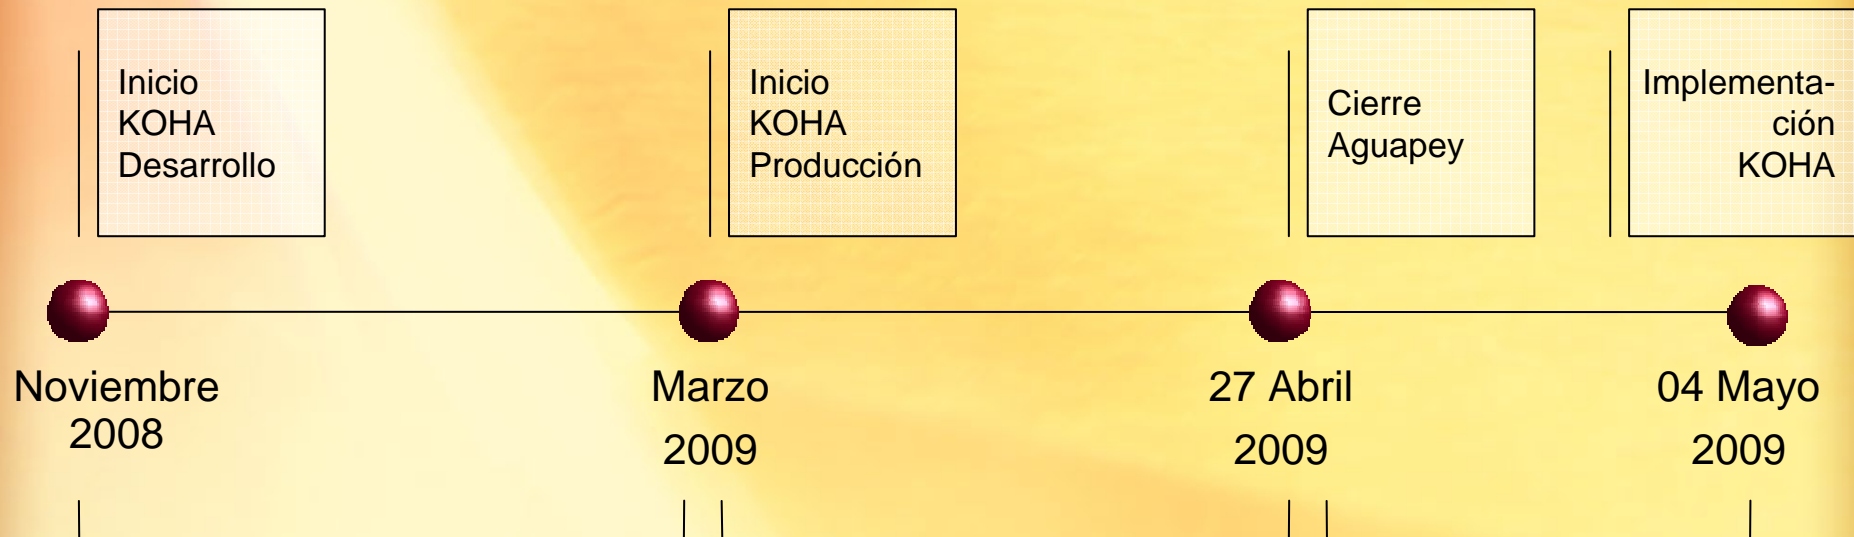 Inicio
KOHA
Desarrollo
Inicio
KOHA
Producción
Cierre
Aguapey
Implementa-
ción
KOHA
Noviembre
2008
Marzo
2009
27 Abril
2009
04 Mayo
2009